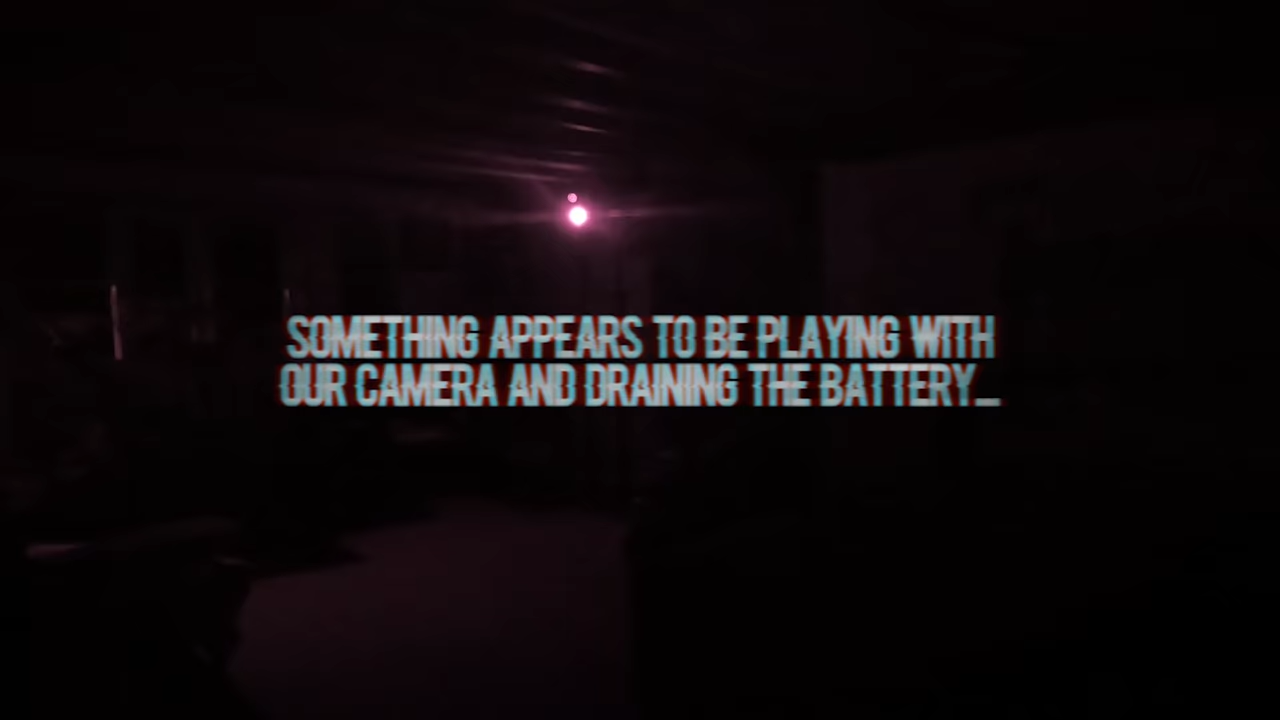 SOMETHING APPEARS TO BE PLAYING WITH
OUR CAMERA AND DRAINING THE BATTERY...